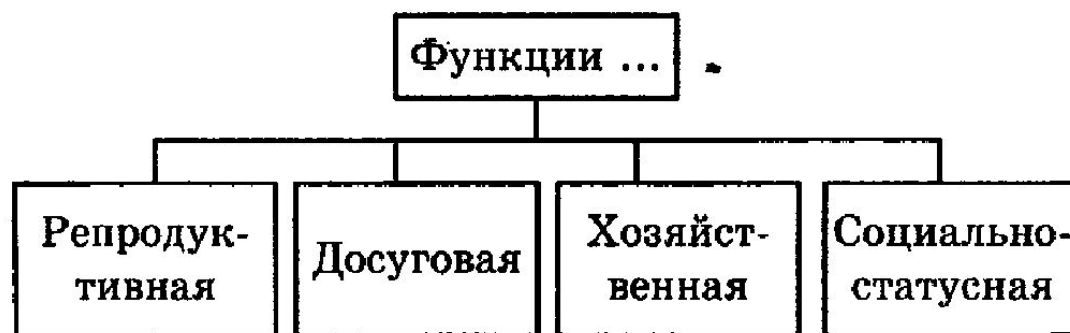 Функции ...
Репродук-
тивная
Досуговая
Хозяйст-
венная
Социально-
статусная